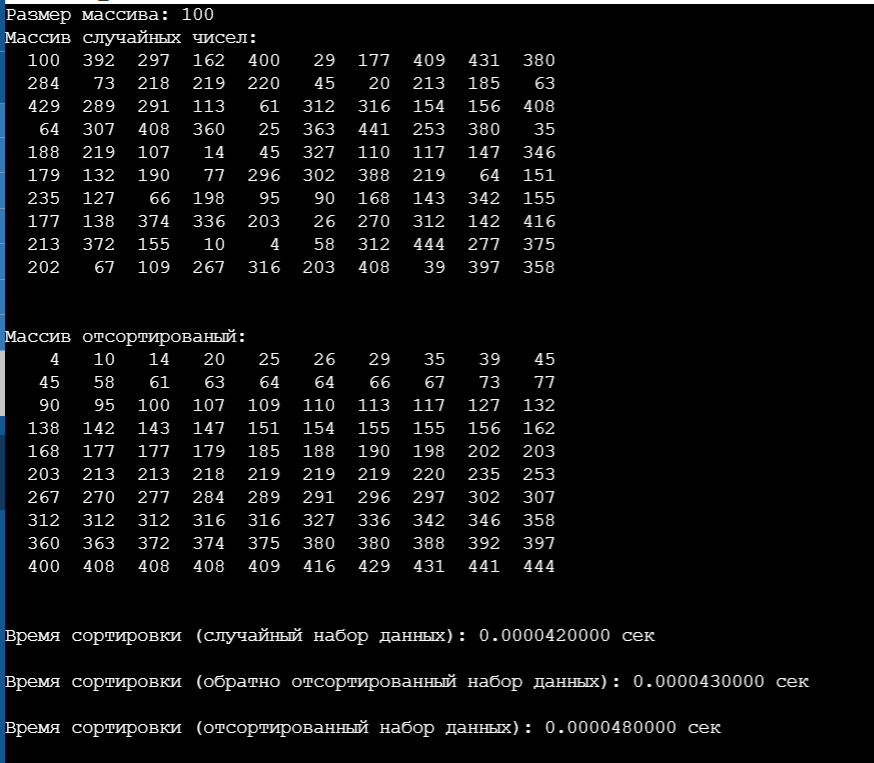 Размер массива: 100
Массив случайных чисел:
100 392 297 162 400 29 177 409 431 380
284 73 218 219 220 45 20 213 185 63
429 289 291 113 61 312 316 154 156 408
64 307 408 360 25 363 441 253 380 35
188 219 107 14 45 327 110 117 147 346
179 132 190 77 296 302 388 219 64 151
235 127 66 198 95 90 168 143 342 155
177 138 374 336 203 26 270 312 142 416
213 372 155 10 4 58 312 444 277 375
202 67 109 267 316 203 408 39 397 358
Массив отсортированый:
4 10 14 20 25 26 29 35 39 45
45 58 61 63 64 64 66 67 73 77
90 95 100 107 109 110 113 117 127 132
138 142 143 147 151 154 155 155 156 162
168 177 177 179 185 188 190 198 202 203
203 213 213 218 219 219 219 220 235 253
267 270 277 284 289 291 296 297 302 307
312 312 312 316 316 327 336 342 346 358
360 363 372 374 375 380 380 388 392 397
400 408 408 408 409 416 429 431 441 444
Время сортировки (случайный набор данных): 0.0000420000 сек
Время сортировки (обратно отсортированный набор данных): 0.0000430000 сек
Время сортировки (отсортированный набор данных): 0.0000480000 сек